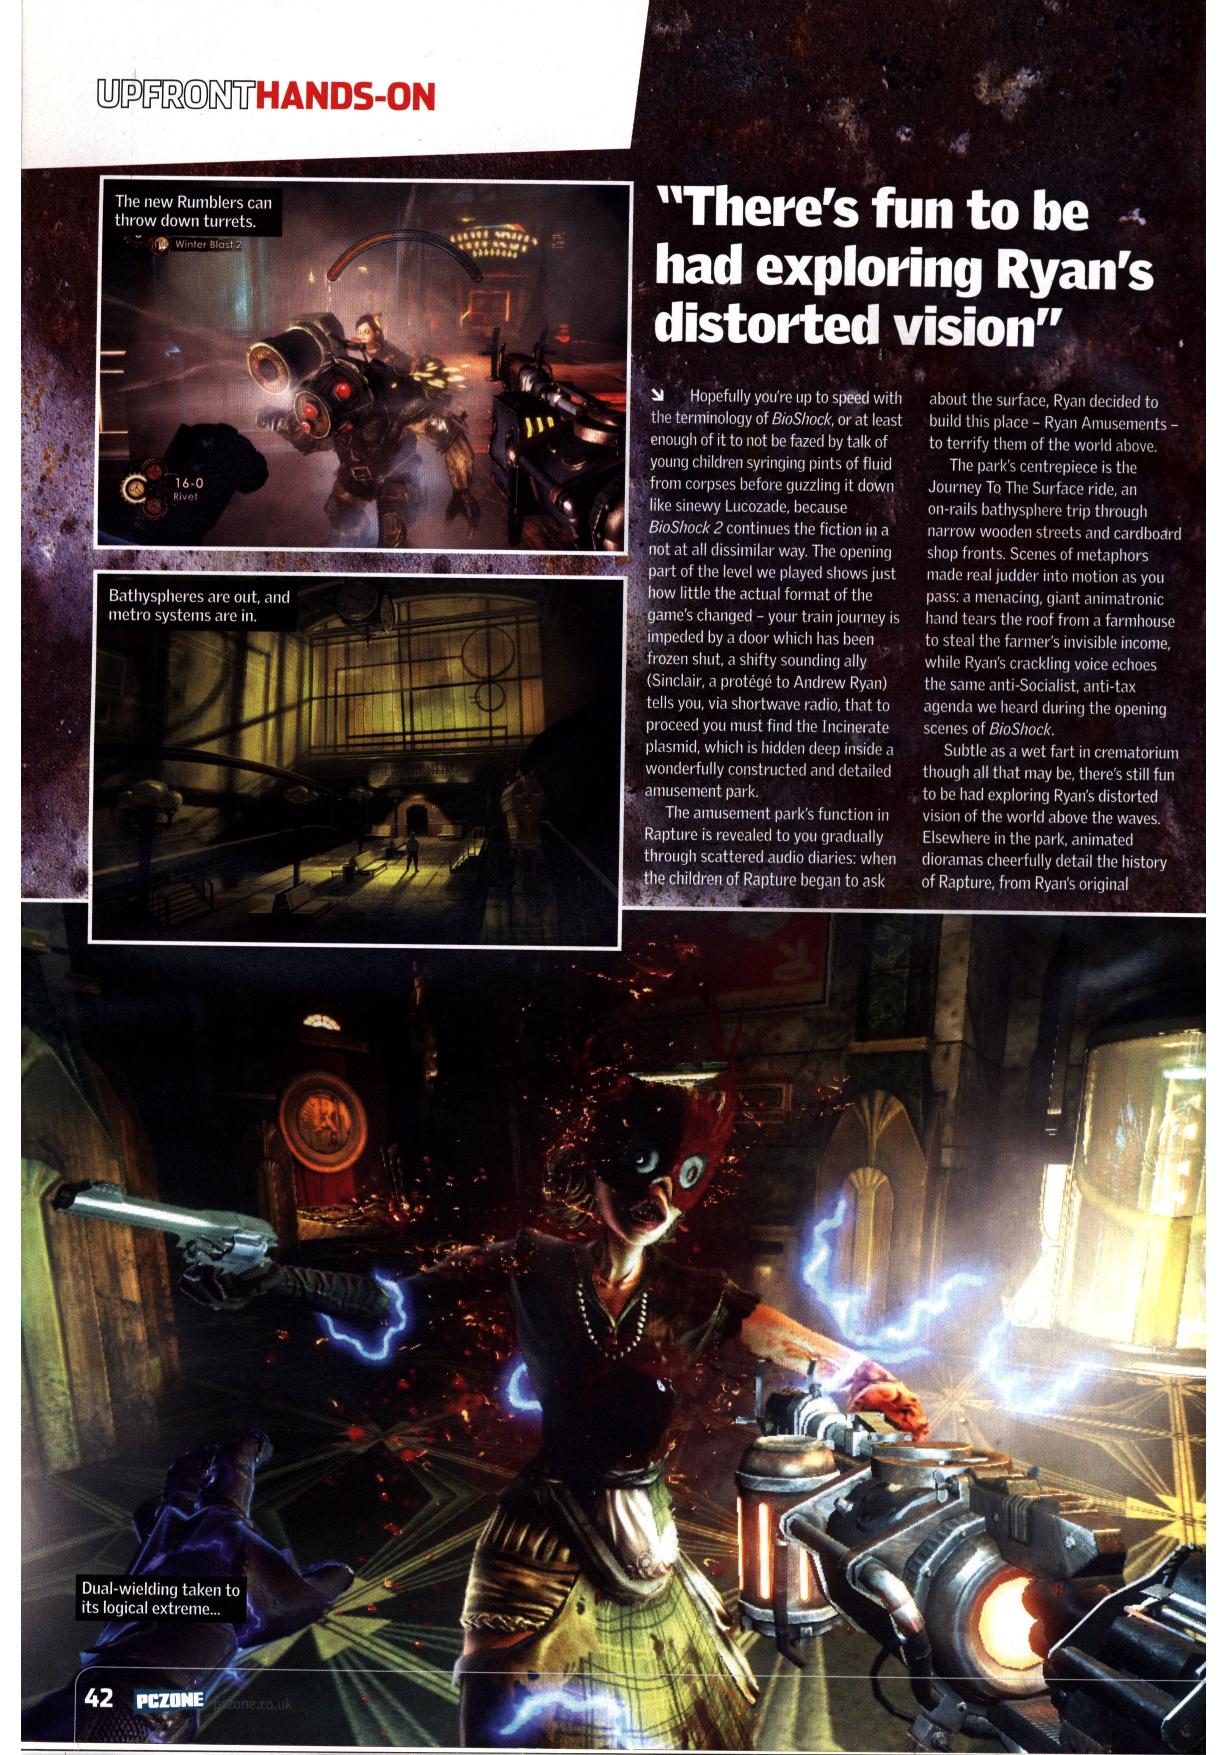 UPFRONTHANDS-ON
The new Rumblers can
throw down turrets.
Winter Blast 2
16-0
Rivet
Bathyspheres are out, and
metro systems are in.
"There's fun to be
had exploring Ryan's
distorted vision"
Hopefully you're up to speed with
the terminology of BioShock, or at least
enough of it to not be fazed by talk of
young children syringing pints of fluid
from corpses before guzzling it down
like sinewy Lucozade, because
BioShock 2 continues the fiction in a
not at all dissimilar way. The opening
part of the level we played shows just
how little the actual format of the
game's changed – your train journey is
impeded by a door which has been
frozen shut, a shifty sounding ally
(Sinclair, a protégé to Andrew Ryan)
tells you, via shortwave radio, that to
proceed you must find the Incinerate
plasmid, which is hidden deep inside a
wonderfully constructed and detailed
amusement park.
The amusement park's function in
Rapture is revealed to you gradually
through scattered audio diaries: when
the children of Rapture began to ask
about the surface, Ryan decided to
build this place – Ryan Amusements –
to terrify them of the world above.
The park's centrepiece is the
Journey To The Surface ride, an
on-rails bathysphere trip through
narrow wooden streets and cardboard
shop fronts. Scenes of metaphors
made real judder into motion as you
pass: a menacing, giant animatronic
hand tears the roof from a farmhouse
to steal the farmer's invisible income,
while Ryan's crackling voice echoes
the same anti-Socialist, anti-tax
agenda we heard during the opening
scenes of BioShock.
Subtle as a wet fart in crematorium
though all that may be, there's still fun
to be had exploring Ryan's distorted
vision of the world above the waves.
Elsewhere in the park, animated
dioramas cheerfully detail the history
of Rapture, from Ryan's original
Dual-wielding taken to
its logical extreme...
42 PCZONE pczone.co.uk